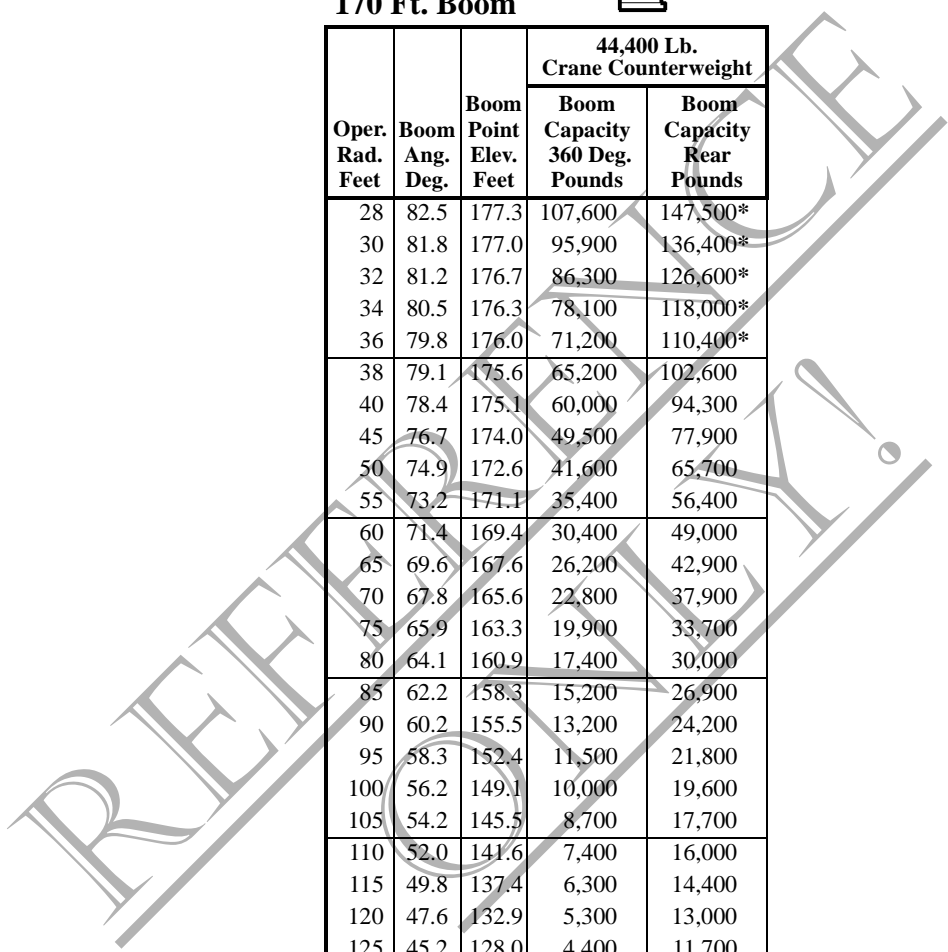 170 Ft. Boom
44,400 Lb.
Crane Counterweight
Oper. Rad. Feet Boom Ang. Deg. Boom Point Elev. Feet Boom Capacity 360 Deg. Pounds Boom Capacity Rear Pounds
28 82.5 177.3 107,600 147,500*
30 81.8 177.0 95,900 136,400*
32 81.2 176.7 86,300 126,600*
34 80.5 176.3 78,100 118,000*
36 79.8 176.0 71,200 110,400*
38 79.1 175.6 65,200 102,600
40 78.4 175.1 60,000 94,300
45 76.7 174.0 49,500 77,900
50 74.9 172.6 41,600 65,700
55 73.2 171.1 35,400 56,400
60 71.4 169.4 30,400 49,000
65 69.6 167.6 26,200 42,900
70 67.8 165.6 22,800 37,900
75 65.9 163.3 19,900 33,700
80 64.1 160.9 17,400 30,000
85 62.2 158.3 15,200 26,900
90 60.2 155.5 13,200 24,200
95 58.3 152.4 11,500 21,800
100 56.2 149.1 10,000 19,600
105 54.2 145.5 8,700 17,700
110 52.0 141.6 7,400 16,000
115 49.8 137.4 6,300 14,400
120 47.6 132.9 5,300 13,000
125 45.2 128.0 4,400 11,700
REFERENCE
ONLY!